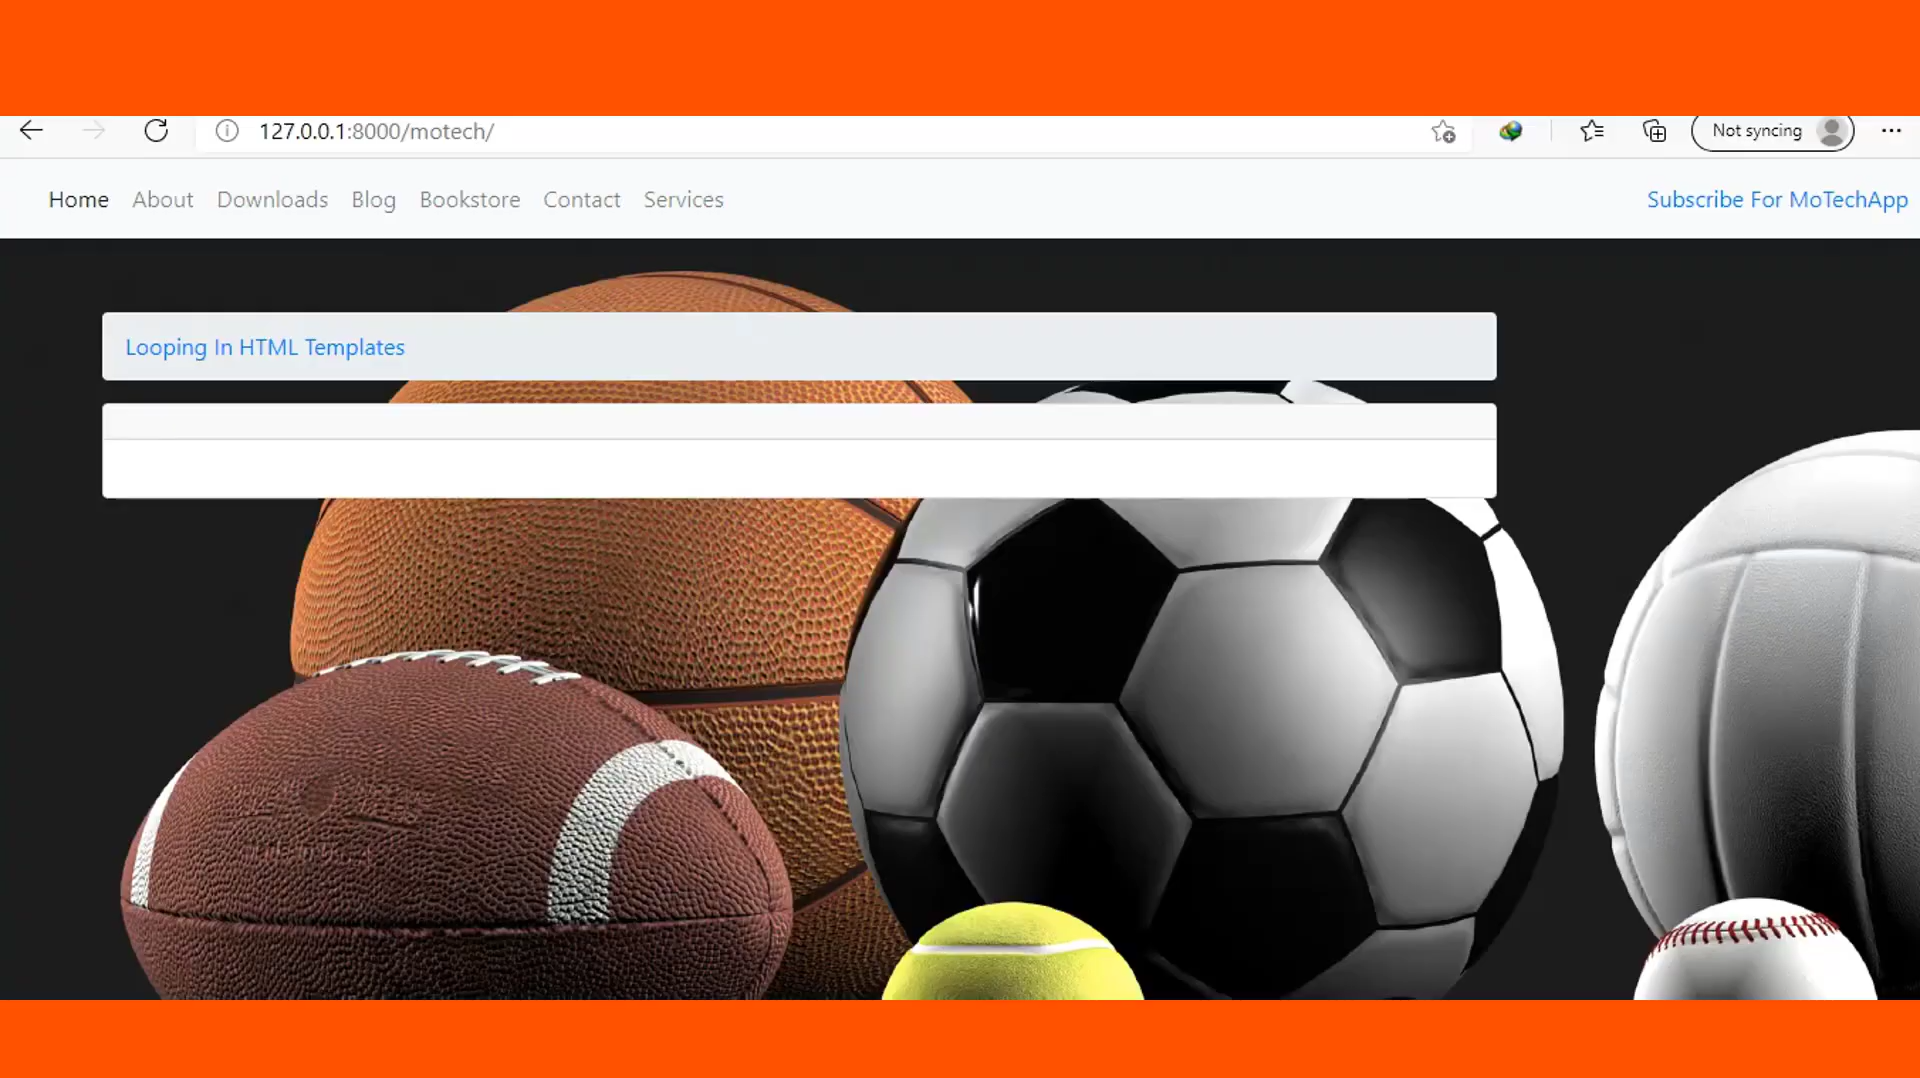 127.0.0.1:8000/motech/
Not syncing
Home About Downloads Blog Bookstore Contact Services
Subscribe For MoTechApp
Looping In HTML Templates